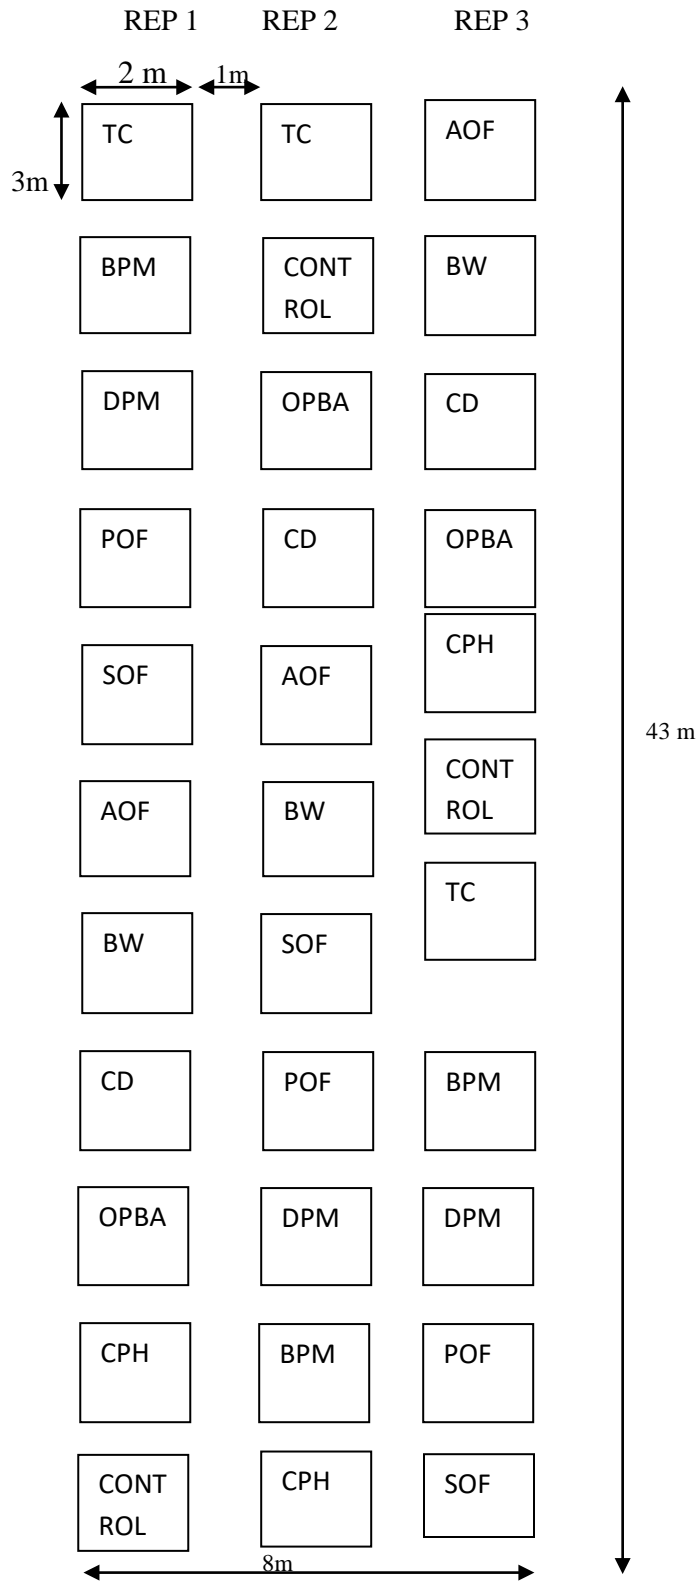 REP 1 REP 2 REP 3
2 m 1m
3m
TC TC AOF
BPM CONT BW
ROL
DPM OPBA CD
POF CD OPBA
SOF AOF CPH
43 m
AOF BW CONT
ROL
TC
BW SOF
CD POF BPM
OPBA DPM DPM
CPH BPM POF
CONT CPH SOF
ROL
8m